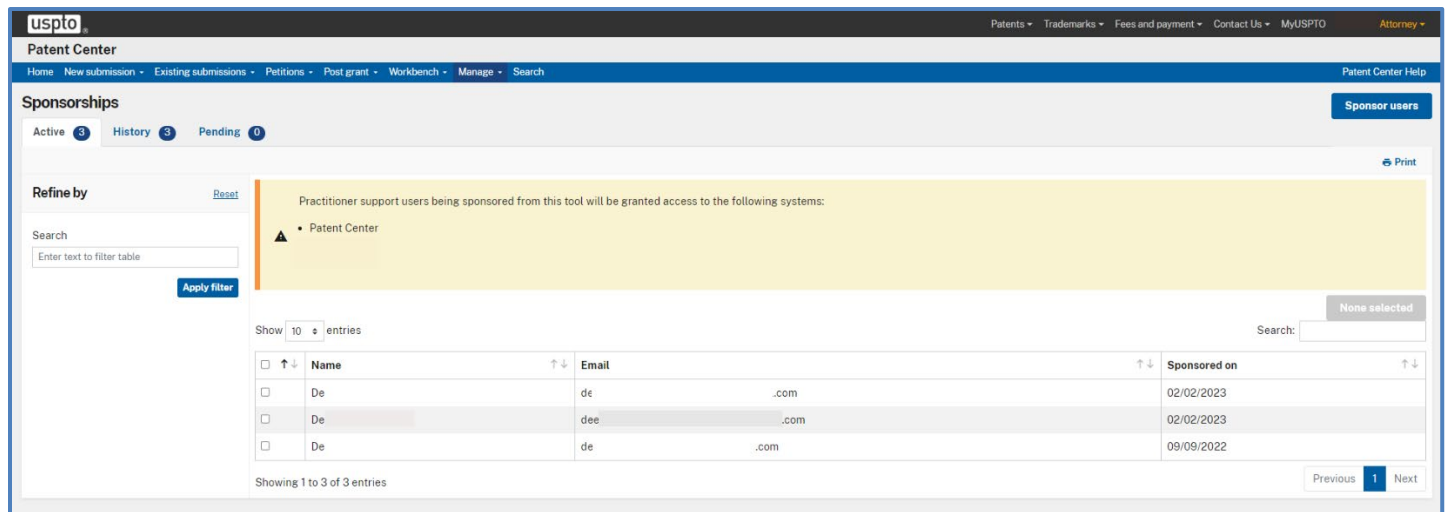 uspto Patents Trademarks Fees and payment Contact Us MyUSPTO Attorney
Patent Center
Home New submission Existing submissions Petitions Post grant Workbench Manage Search Patent Center Help
Sponsorships Sponsor users
Active 3 History 3 Pending 0
Print
Refine by Reset
Practitioner support users being sponsored from this tool will be granted access to the following systems:
• Patent Center
Search
Enter text to filter table
Apply filter
None selected
Show 10 entries Search:
Name Email Sponsored on
De de .com 02/02/2023
De dee .com 02/02/2023
De de .com 09/09/2022
Showing 1 to 3 of 3 entries Previous 1 Next